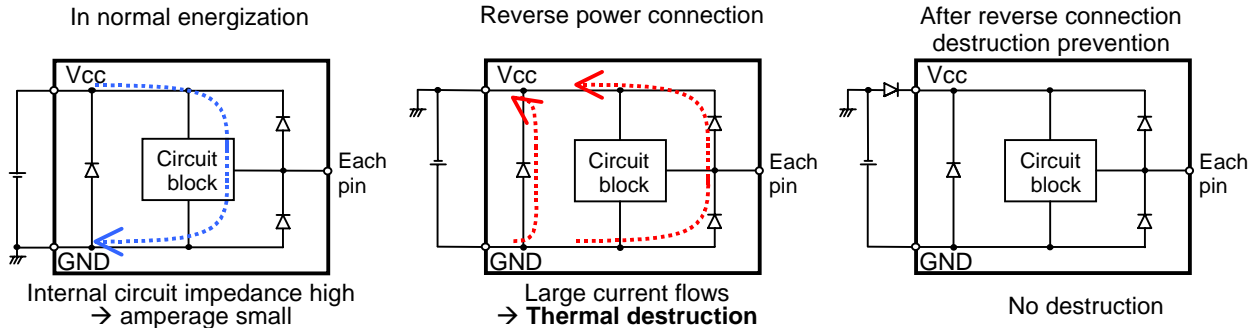 In normal energization
Vcc
Circuit
block
Each
pin
GND
Internal circuit impedance high
→ amperage small
Reverse power connection
Vcc
Circuit
block
Each
pin
GND
Large current flows
→ Thermal destruction
After reverse connection
destruction prevention
Vcc
Circuit
block
Each
pin
GND
No destruction